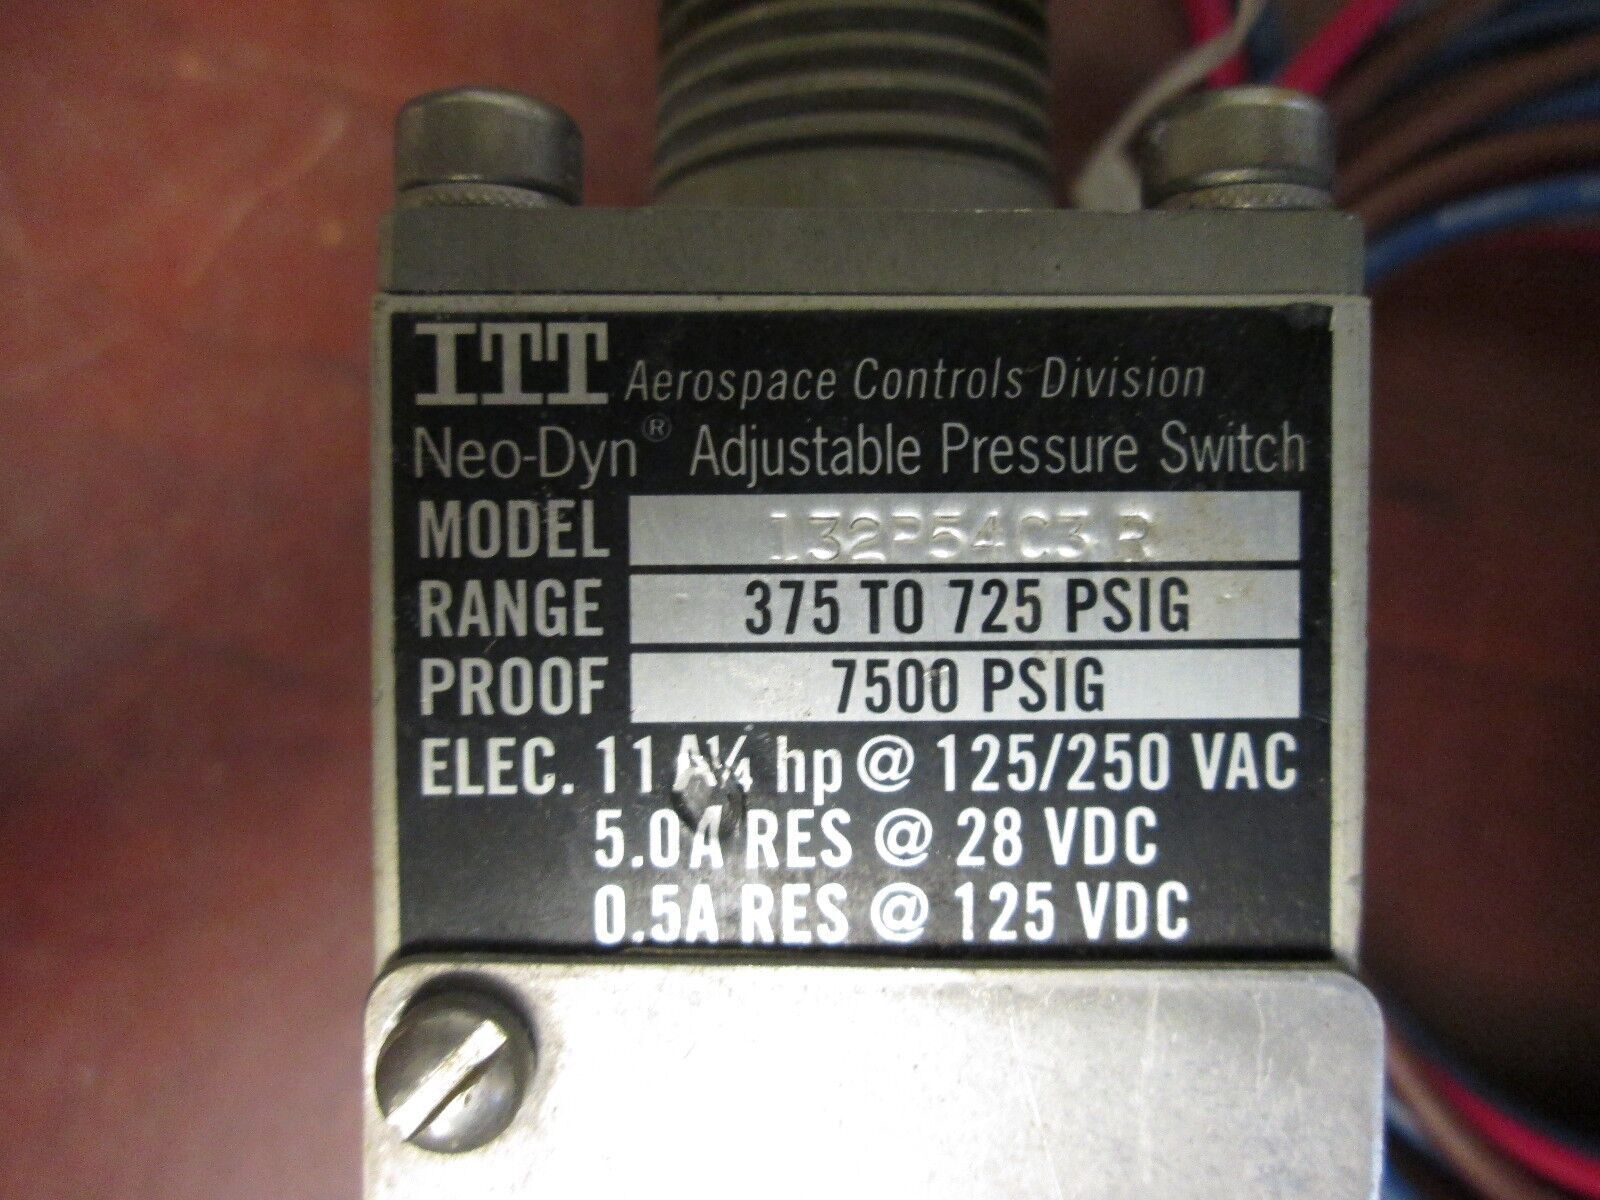 ITT Aerospace Controls Division
Neo-Dyn® Adjustable Pressure Switch
MODEL 132P54C3 R
RANGE 375 TO 725 PSIG
PROOF 7500 PSIG
ELEC. 11 A¼ hp @ 125/250 VAC
5.0A RES @ 28 VDC
0.5A RES @ 125 VDC